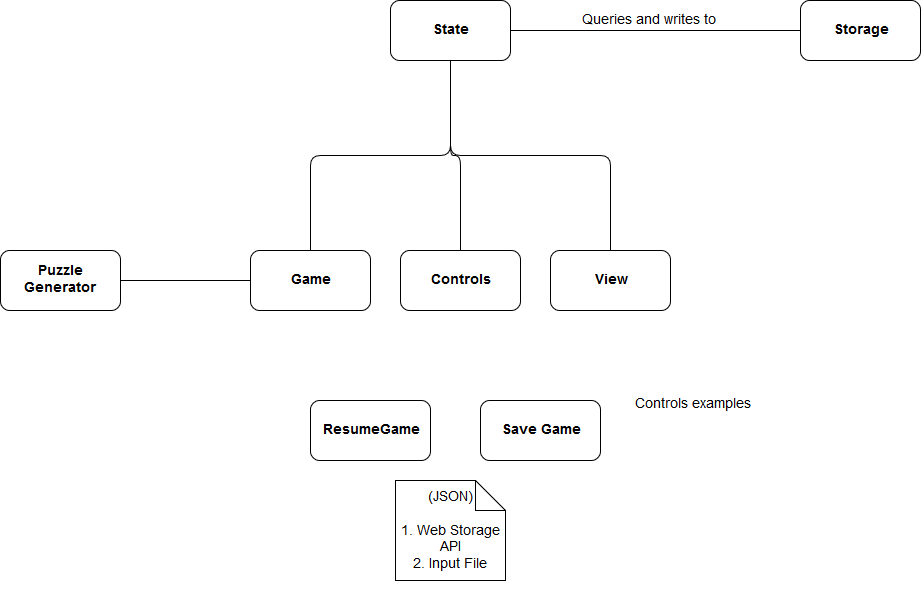 State
Queries and writes to
Storage
Puzzle
Generator
Game
Controls
View
Controls examples
ResumeGame
Save Game
(JSON)
1. Web Storage
API
2. Input File